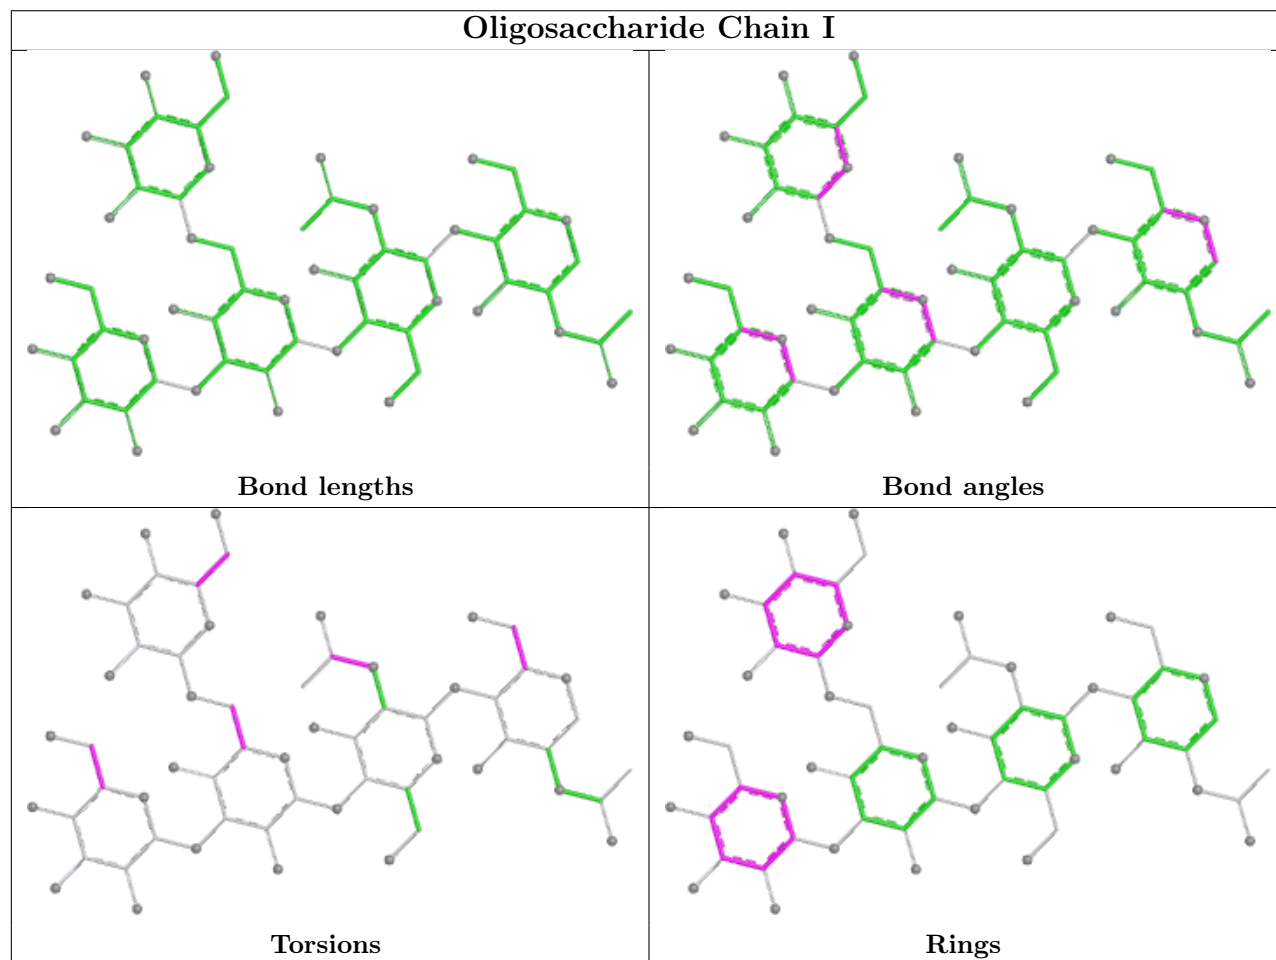 Oligosaccharide Chain I
Bond lengths
Bond angles
Torsions
Rings